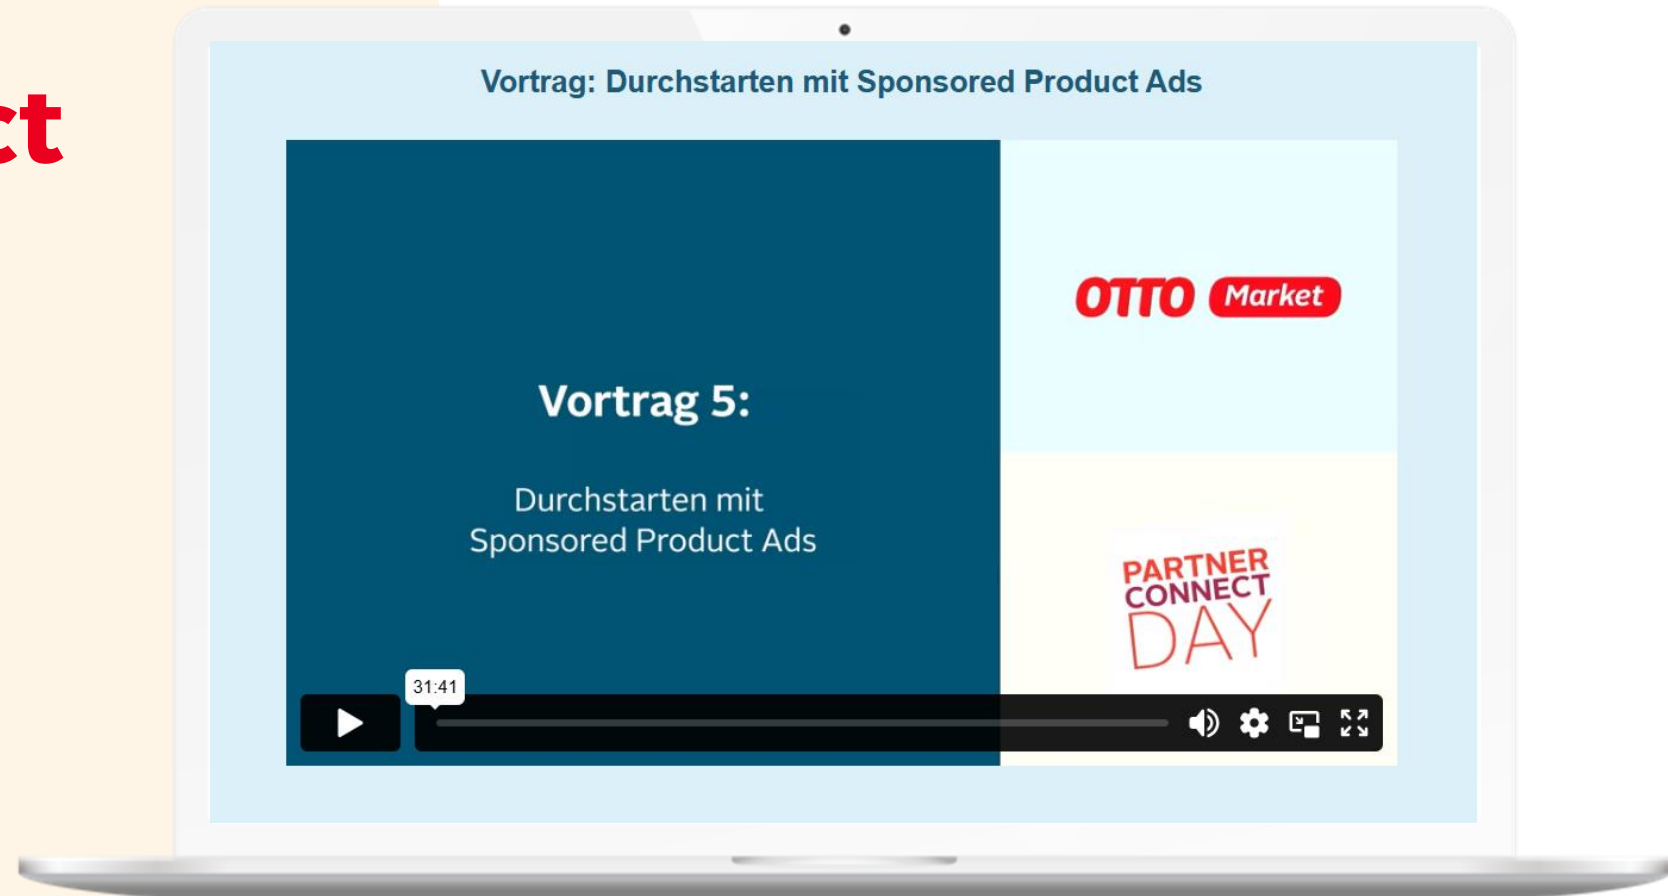 ct
Vortrag: Durchstarten mit Sponsored Product Ads
Vortrag 5:
Durchstarten mit
Sponsored Product Ads
OTTO Market
PARTNER
CONNECT
DAY
31:41